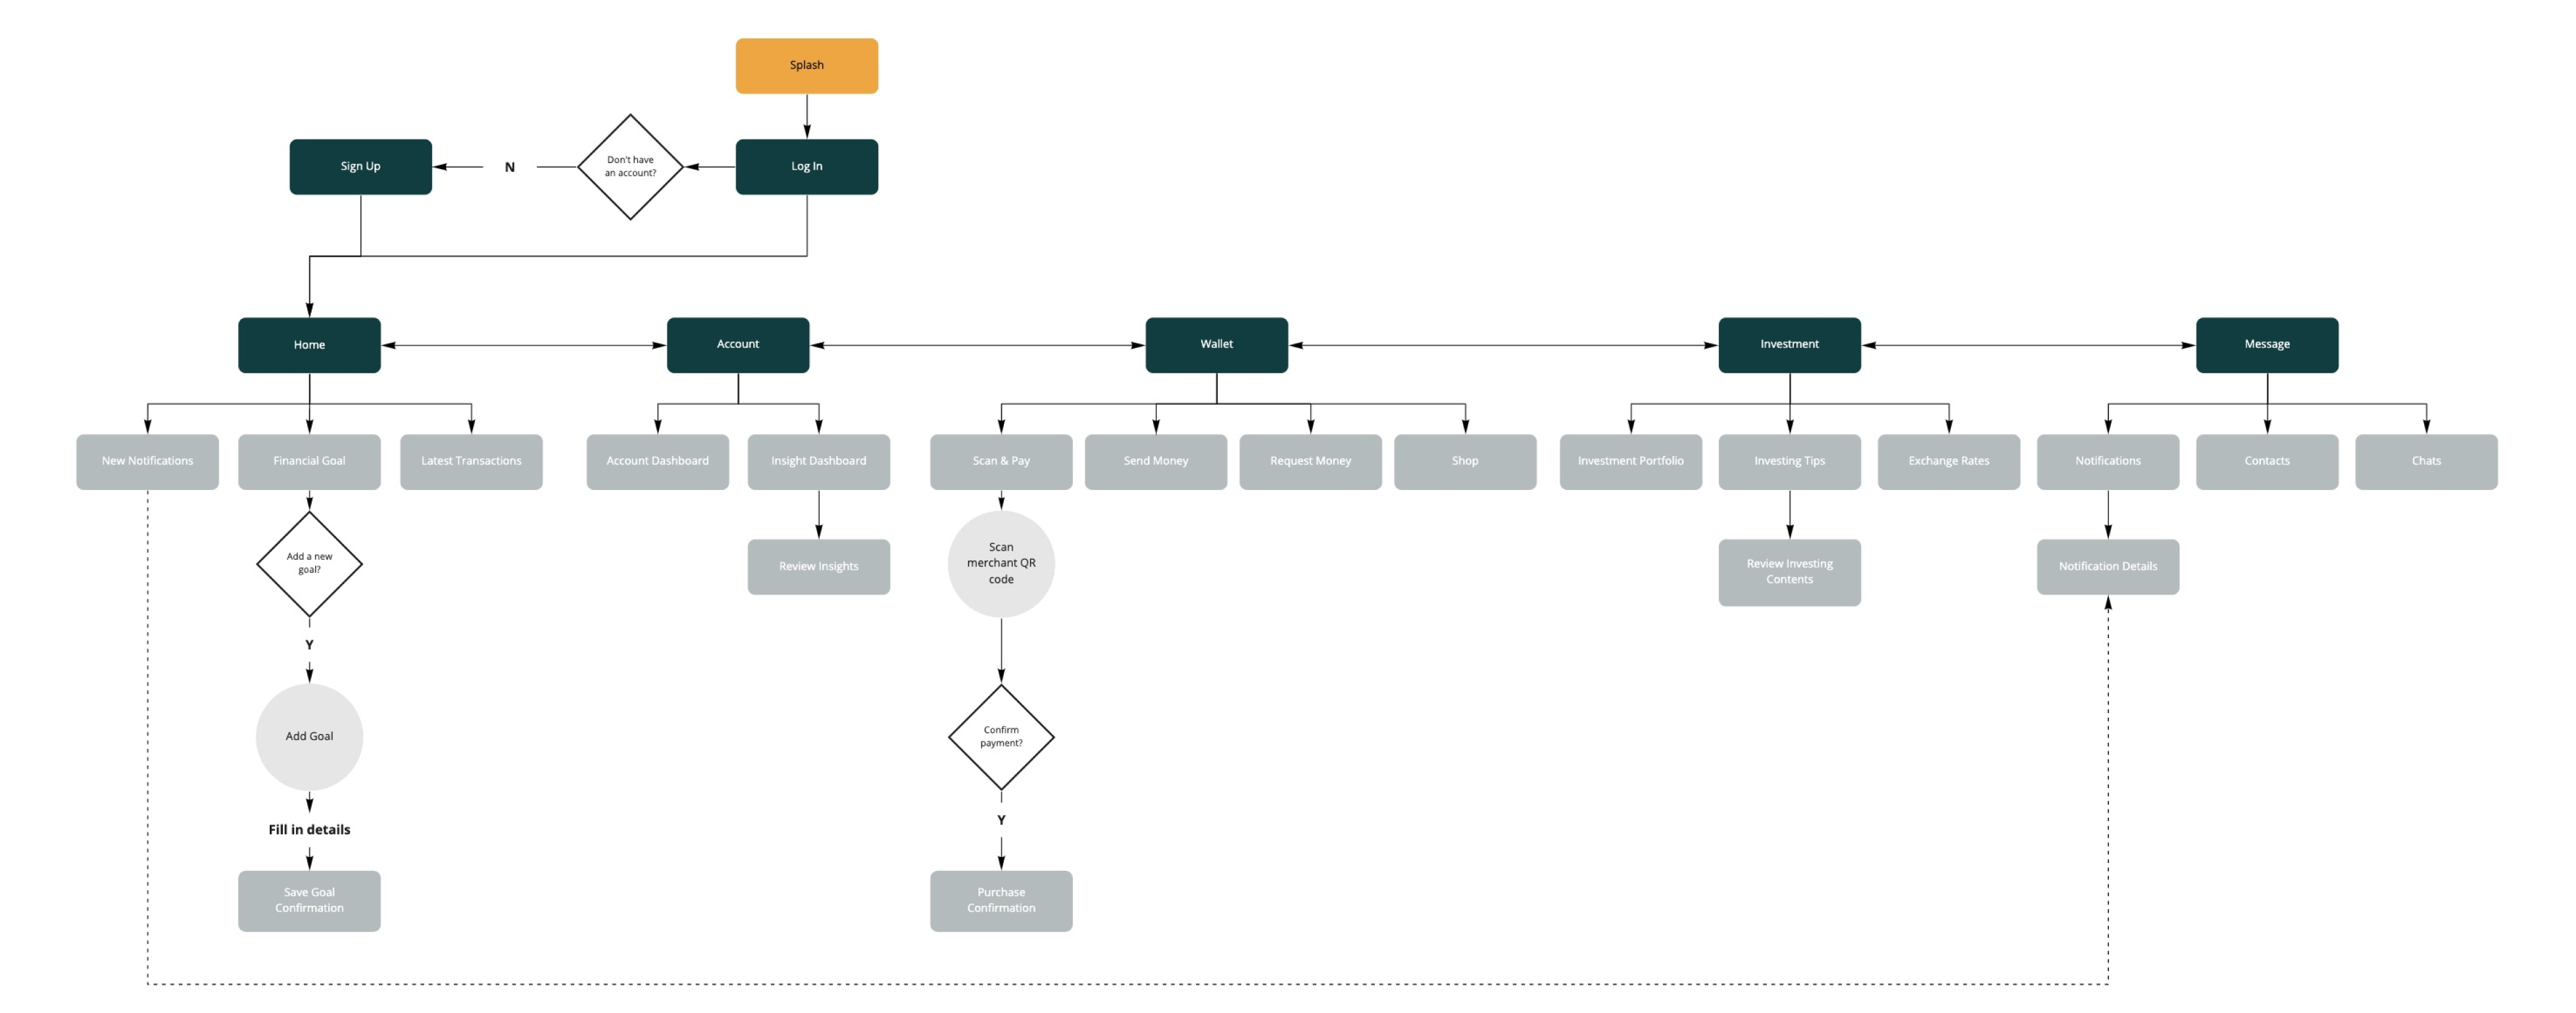 Splash
Sign Up
N
Don't have
an account?
Log In
Home
Account
Wallet
Investment
Message
New Notifications
Financial Goal
Latest Transactions
Account Dashboard
Insight Dashboard
Scan & Pay
Send Money
Request Money
Shop
Investment Portfolio
Investing Tips
Exchange Rates
Notifications
Contacts
Chats
Add a new
goal?
Review Insights
Scan
merchant QR
code
Review Investing
Contents
Notification Details
Y
Add Goal
Confirm
payment?
Fill in details
Y
Save Goal
Confirmation
Purchase
Confirmation